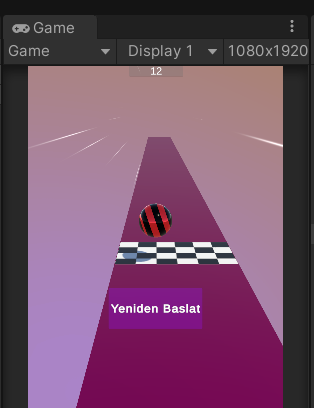 Game
Game Display 1 1080x1920
12
Yeniden Baslat